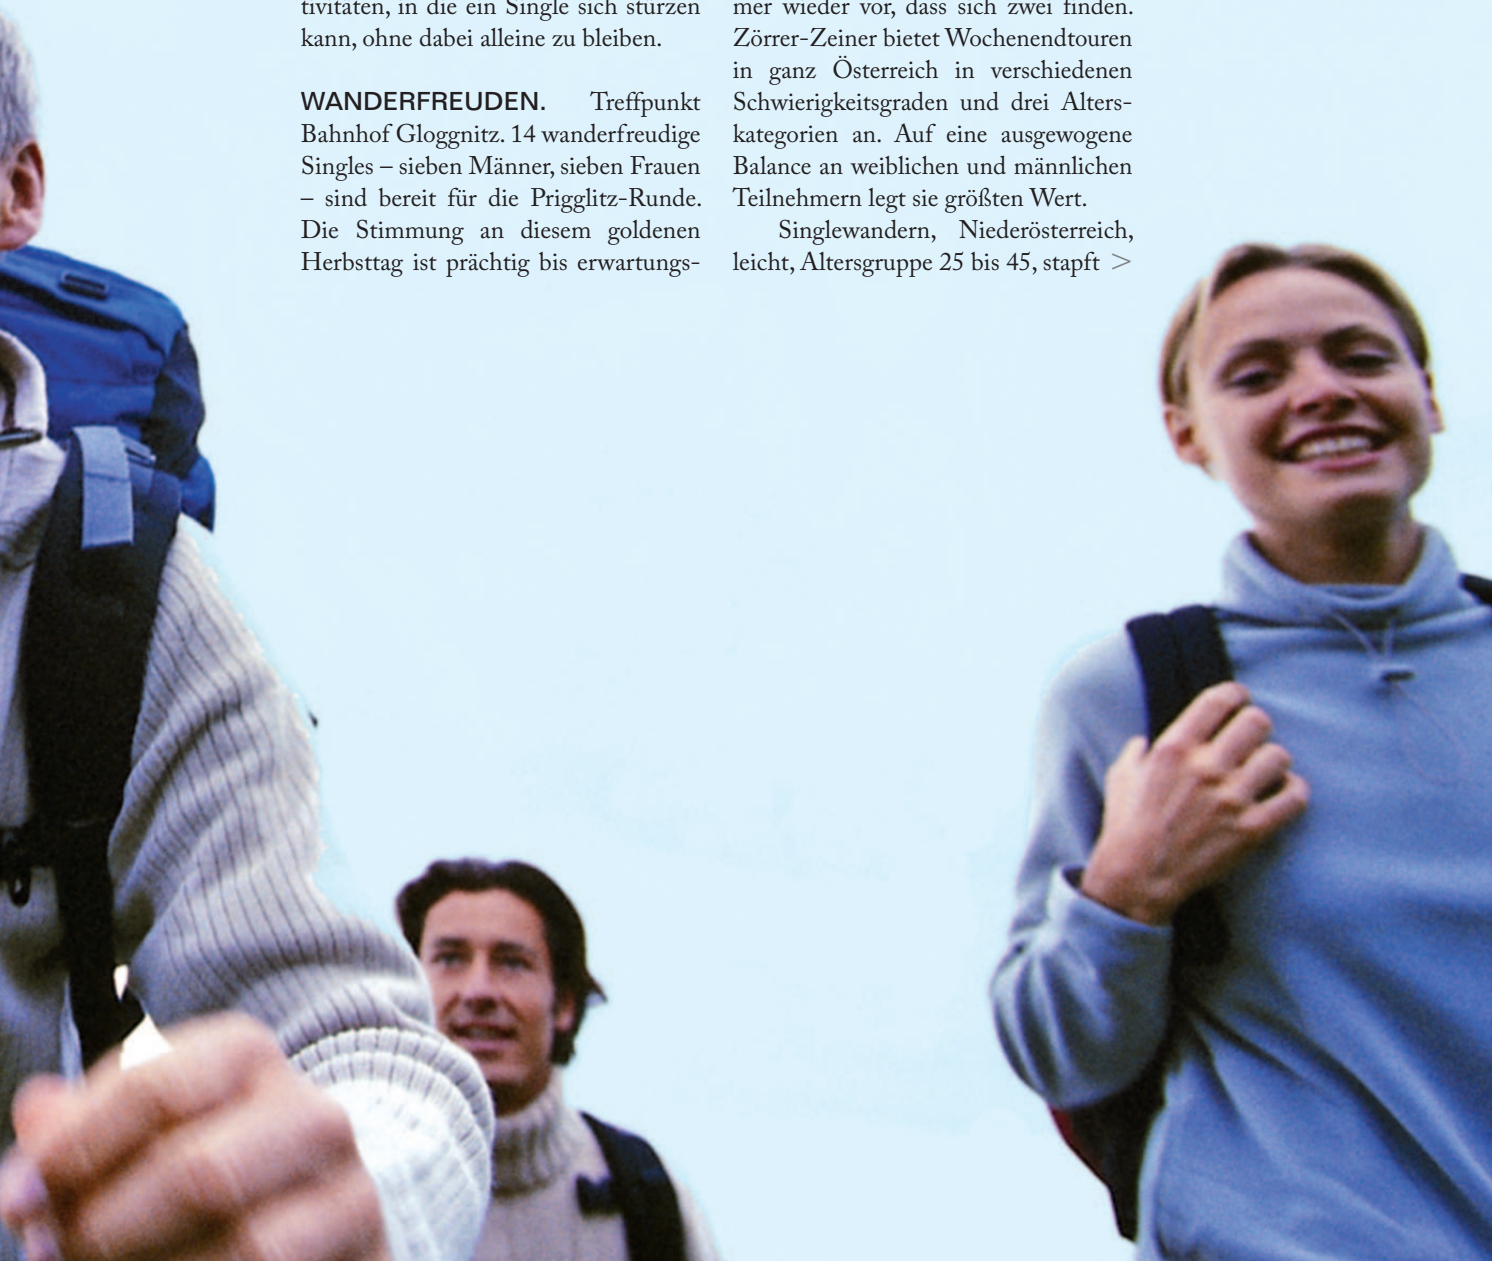 tivitäten, in die ein Single sich stürzen
kann, ohne dabei alleine zu bleiben.
WANDERFREUDEN. Treffpunkt
Bahnhof Gloggnitz. 14 wanderfreudige
Singles – sieben Männer, sieben Frauen
– sind bereit für die Prigglitz-Runde.
Die Stimmung an diesem goldenen
Herbsttag ist prächtig bis erwartungs-
mer wieder vor, dass sich zwei finden.
Zörrer-Zeiner bietet Wochenendtouren
in ganz Österreich in verschiedenen
Schwierigkeitsgraden und drei Alters-
kategorien an. Auf eine ausgewogene
Balance an weiblichen und männlichen
Teilnehmern legt sie größten Wert.
Singlewandern, Niederösterreich,
leicht, Altersgruppe 25 bis 45, stapft >